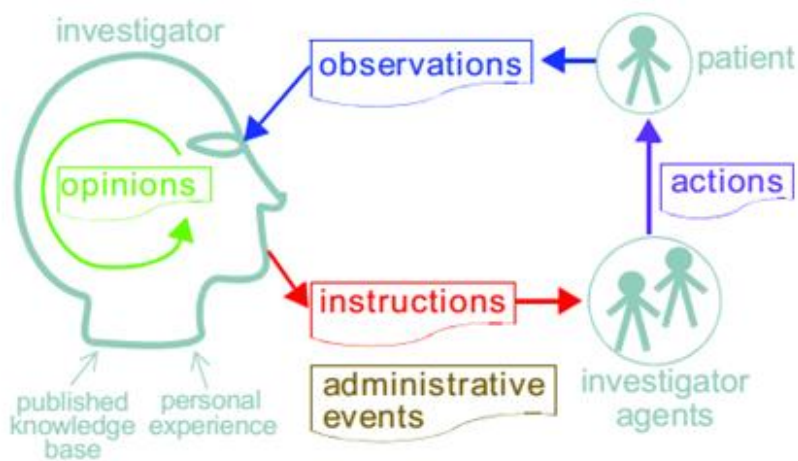 investigator
observations
patient
opinions
actions
instructions
administrative
events
investigator
agents
published
knowledge
base
personal
experience